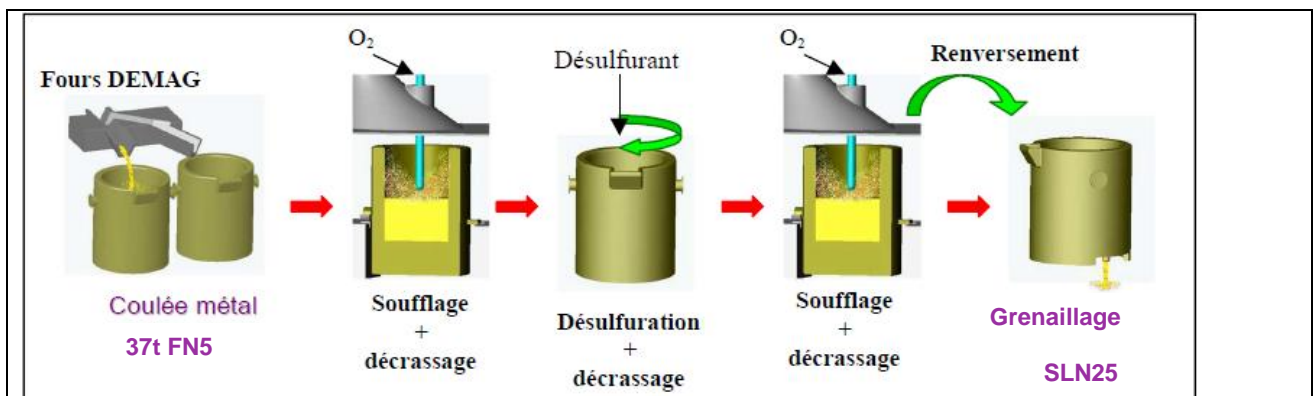 Fours DEMAG
Coulée métal
37t FN5
O₂
Soufflage
+
décrassage
Désulfurant
Désulfuration
+
décrassage
O₂
Soufflage
+
décrassage
Renversement
Grenaillage
SLN25